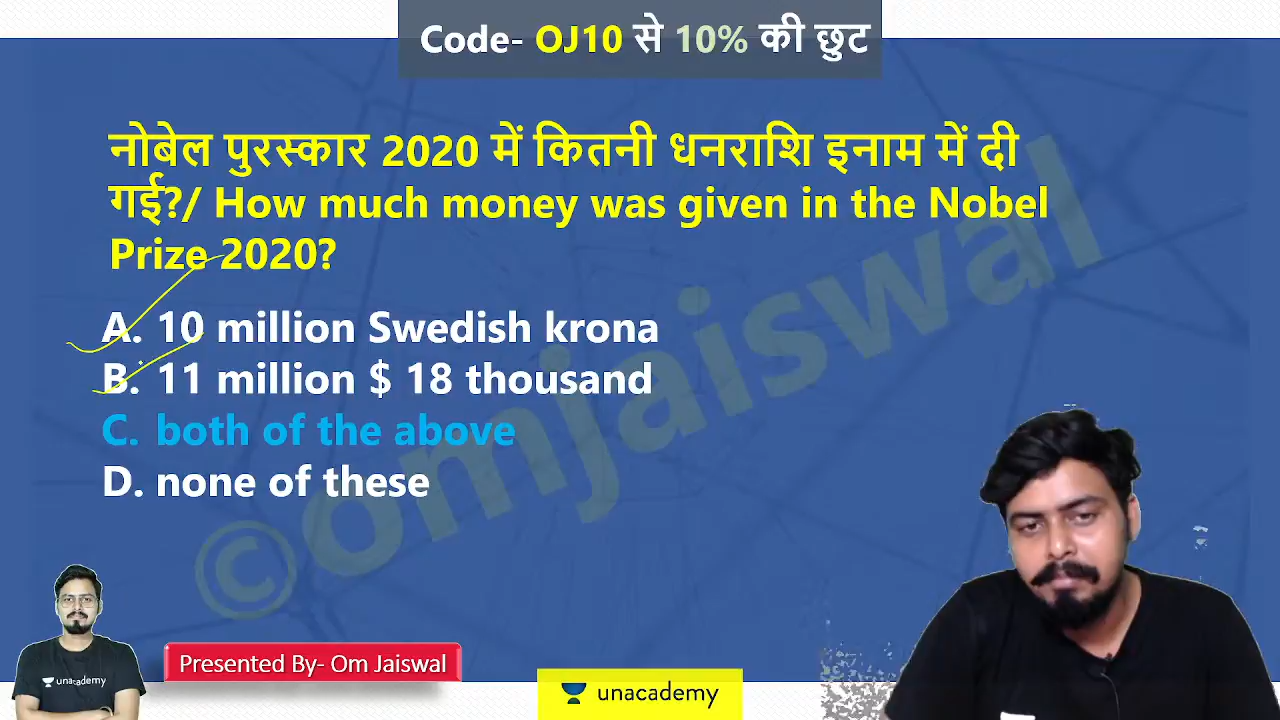 Code- OJ10 से 10% की छुट
नोबेल पुरस्कार 2020 में कितनी धनराशि इनाम में दी
गई?/ How much money was given in the Nobel
Prize 2020?
A. 10 million Swedish krona
B. 11 million $ 18 thousand
C. both of the above
D. none of these
©omjaiswal
unacademy
Presented By- Om Jaiswal
unacademy